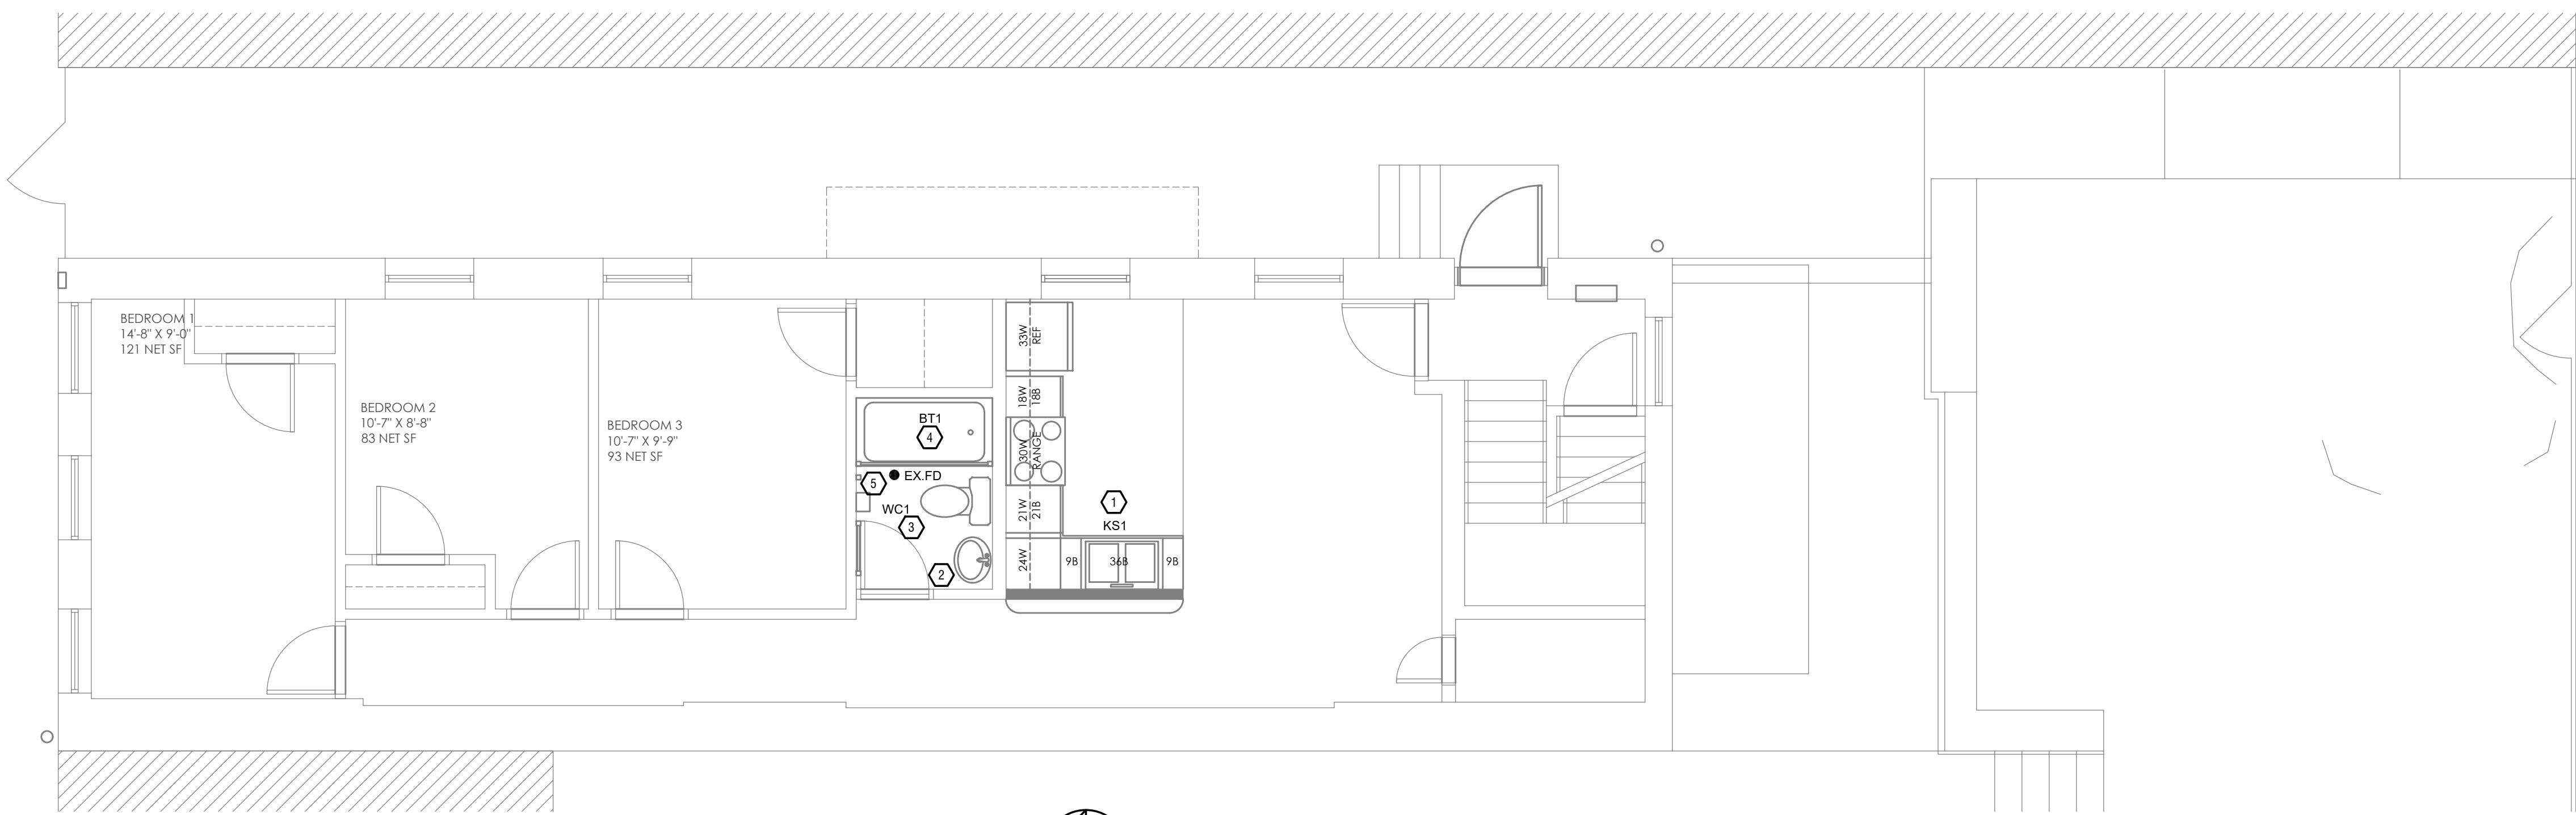 BEDROOM 1
14'-8" X 9'-0"
121 NET SF
BEDROOM 2
10'-7" X 8'-8"
83 NET SF
BEDROOM 3
10'-7" X 9'-9"
93 NET SF
BT1
4
5
EX.FD
WC1
3
2
33W
REF
18W
18B
30W
RANGE
21W
21B
24W
9B
36B
9B
1
KS1